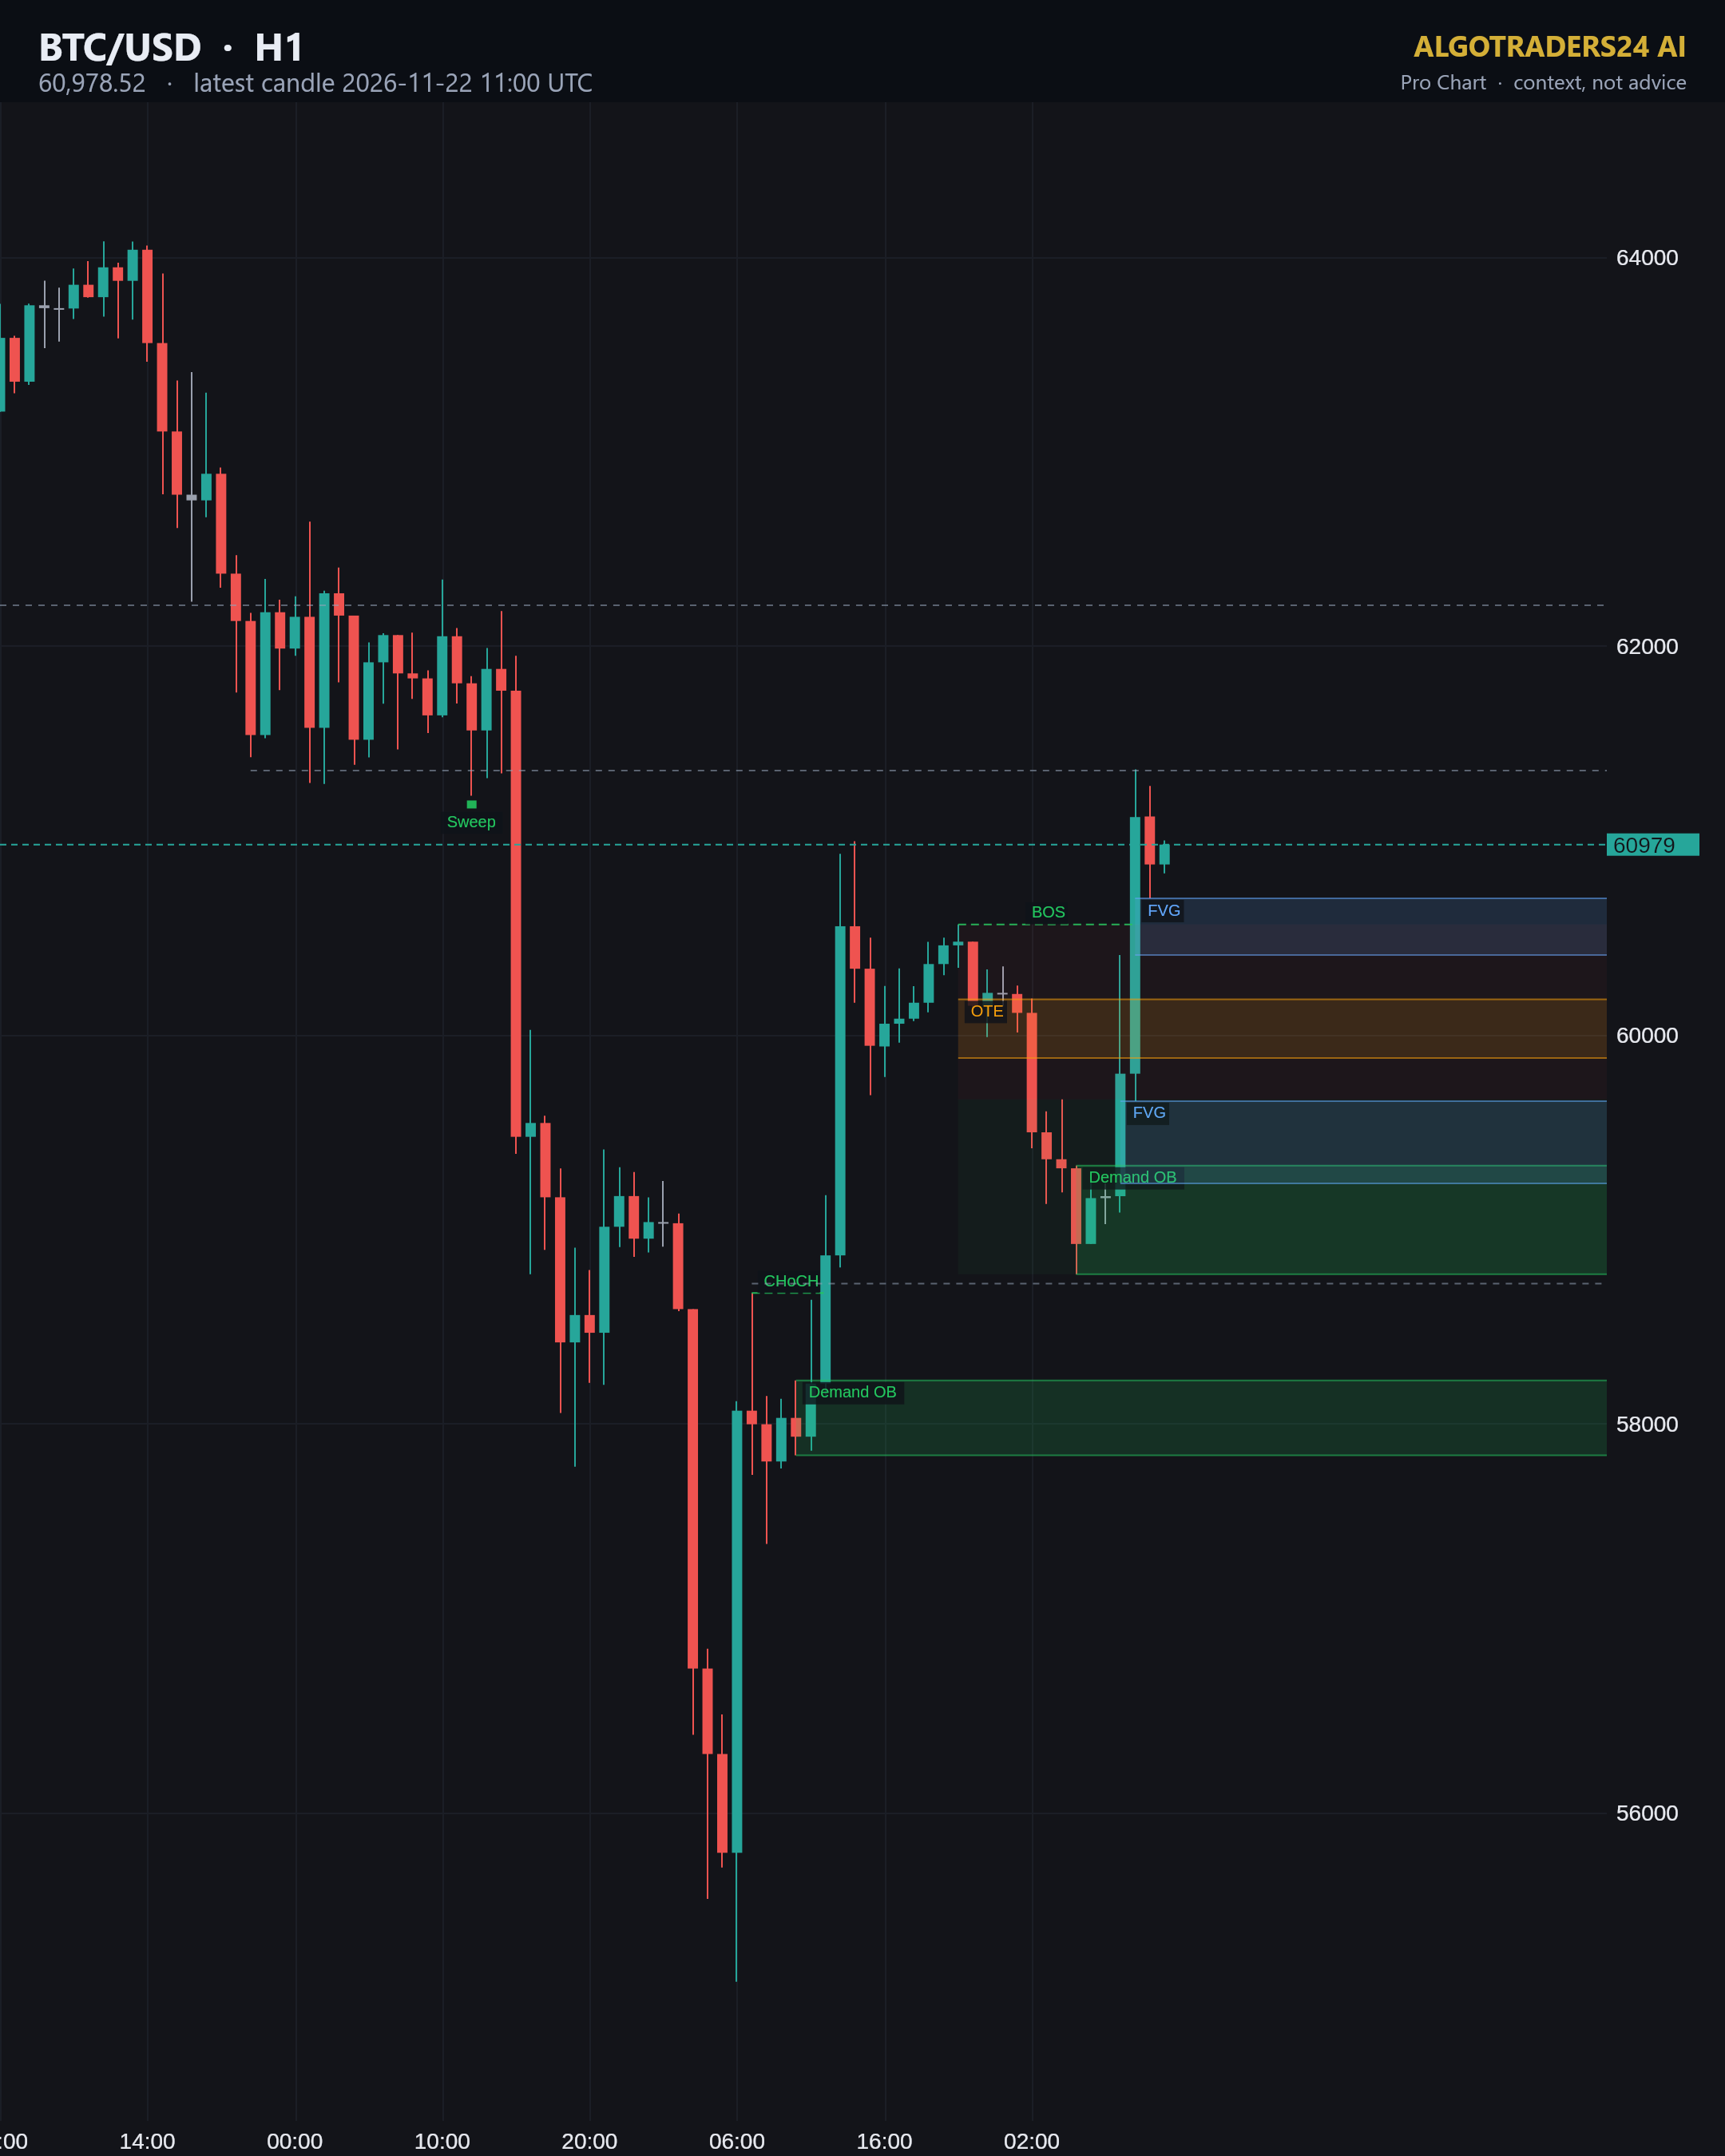 BTC/USD · H1
ALGOTRADERS24 AI
60,978.52 · latest candle 2026-11-22 11:00 UTC
Pro Chart · context, not advice
64000
62000
Sweep
60979
BOS
FVG
OTE
60000
FVG
Demand OB
CHoCH
Demand OB
58000
56000
:00 14:00 00:00 10:00 20:00 06:00 16:00 02:00